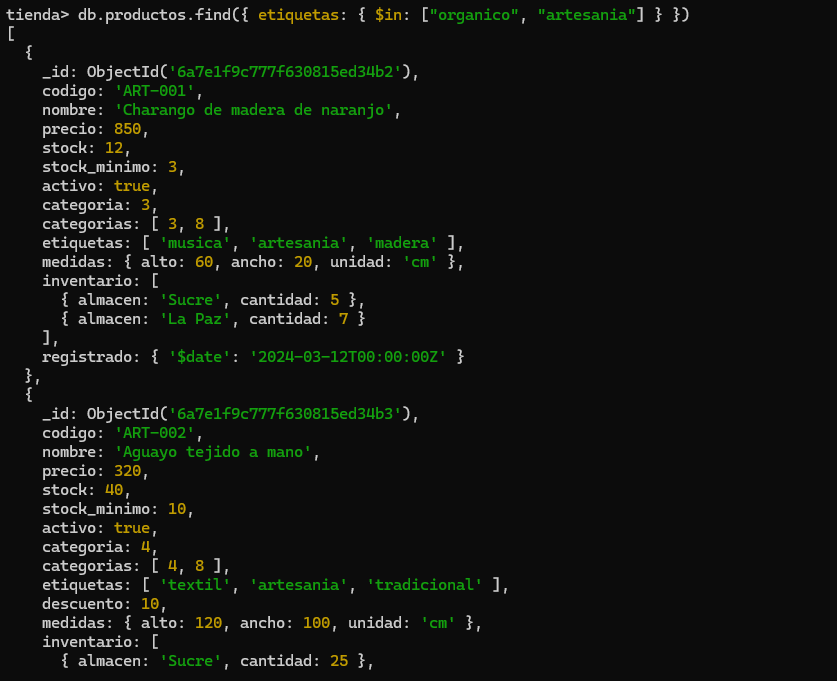 tienda> db.productos.find({ etiquetas: { $in: ["organico", "artesania"] } })
[
  {
    _id: ObjectId('6a7e1f9c777f630815ed34b2'),
    codigo: 'ART-001',
    nombre: 'Charango de madera de naranjo',
    precio: 850,
    stock: 12,
    stock_minimo: 3,
    activo: true,
    categoria: 3,
    categorias: [ 3, 8 ],
    etiquetas: [ 'musica', 'artesania', 'madera' ],
    medidas: { alto: 60, ancho: 20, unidad: 'cm' },
    inventario: [
      { almacen: 'Sucre', cantidad: 5 },
      { almacen: 'La Paz', cantidad: 7 }
    ],
    registrado: { '$date': '2024-03-12T00:00:00Z' }
  },
  {
    _id: ObjectId('6a7e1f9c777f630815ed34b3'),
    codigo: 'ART-002',
    nombre: 'Aguayo tejido a mano',
    precio: 320,
    stock: 40,
    stock_minimo: 10,
    activo: true,
    categoria: 4,
    categorias: [ 4, 8 ],
    etiquetas: [ 'textil', 'artesania', 'tradicional' ],
    descuento: 10,
    medidas: { alto: 120, ancho: 100, unidad: 'cm' },
    inventario: [
      { almacen: 'Sucre', cantidad: 25 },